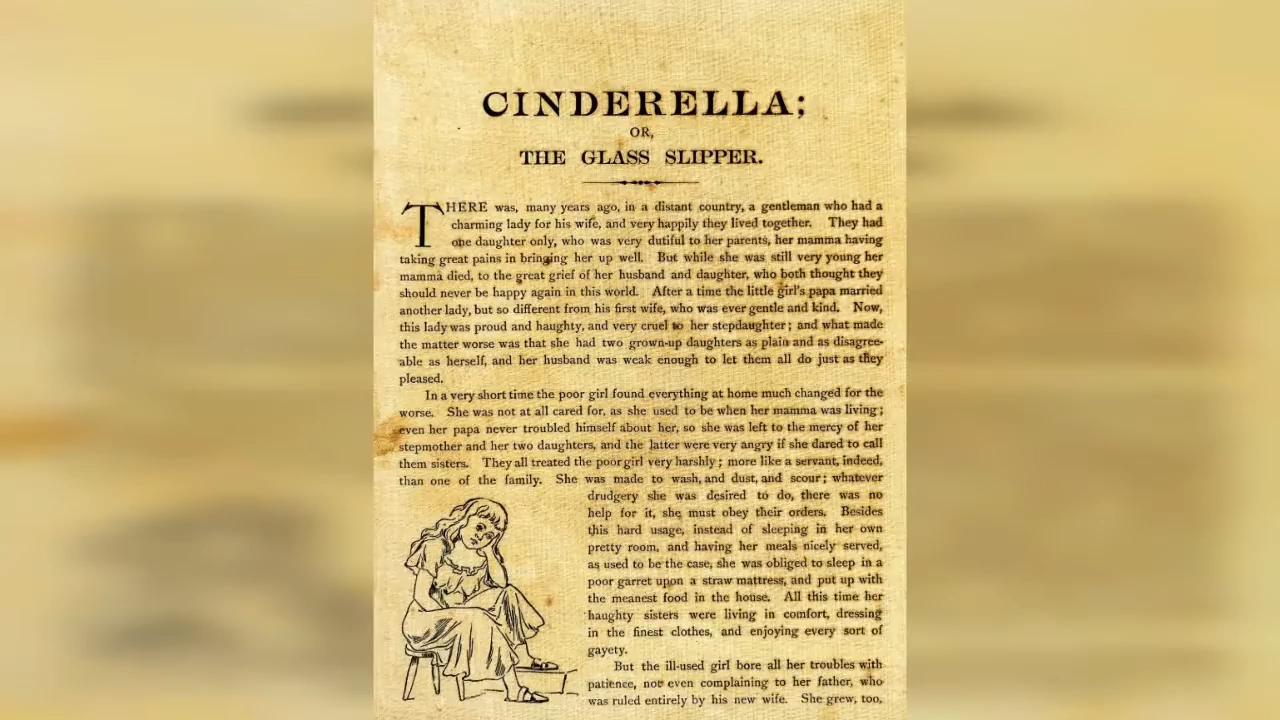 CINDERELLA;
OR,
THE GLASS SLIPPER.
THERE was, many years ago, in a distant country, a gentleman who had a
charming lady for his wife, and very happily they lived together. They had
one daughter only, who was very dutiful to her parents, her mamma having
taking great pains in bringing her up well. But while she was still very young her
mamma died, to the great grief of her husband and daughter, who both thought they
should never be happy again in this world. After a time the little girl's papa married
another lady, but so different from his first wife, who was ever gentle and kind. Now,
this lady was proud and haughty, and very cruel to her stepdaughter; and what made
the matter worse was that she had two grown-up daughters as plain and as disagree-
able as herself, and her husband was weak enough to let them all do just as they
pleased.
In a very short time the poor girl found everything at home much changed for the
worse. She was not at all cared for, as she used to be when her mamma was living;
even her papa never troubled himself about her, so she was left to the mercy of her
stepmother and her two daughters, and the latter were very angry if she dared to call
them sisters. They all treated the poor girl very harshly; more like a servant, indeed,
than one of the family. She was made to wash, and dust, and scour; whatever
drudgery she was desired to do, there was no
help for it, she must obey their orders. Besides
this hard usage, instead of sleeping in her own
pretty room, and having her meals nicely served,
as used to be the case, she was obliged to sleep in a
poor garret upon a straw mattress, and put up with
the meanest food in the house. All this time her
haughty sisters were living in comfort, dressing
in the finest clothes, and enjoying every sort of
gayety.
But the ill-used girl bore all her troubles with
patience, not even complaining to her father, who
was ruled entirely by his new wife. She grew, too,